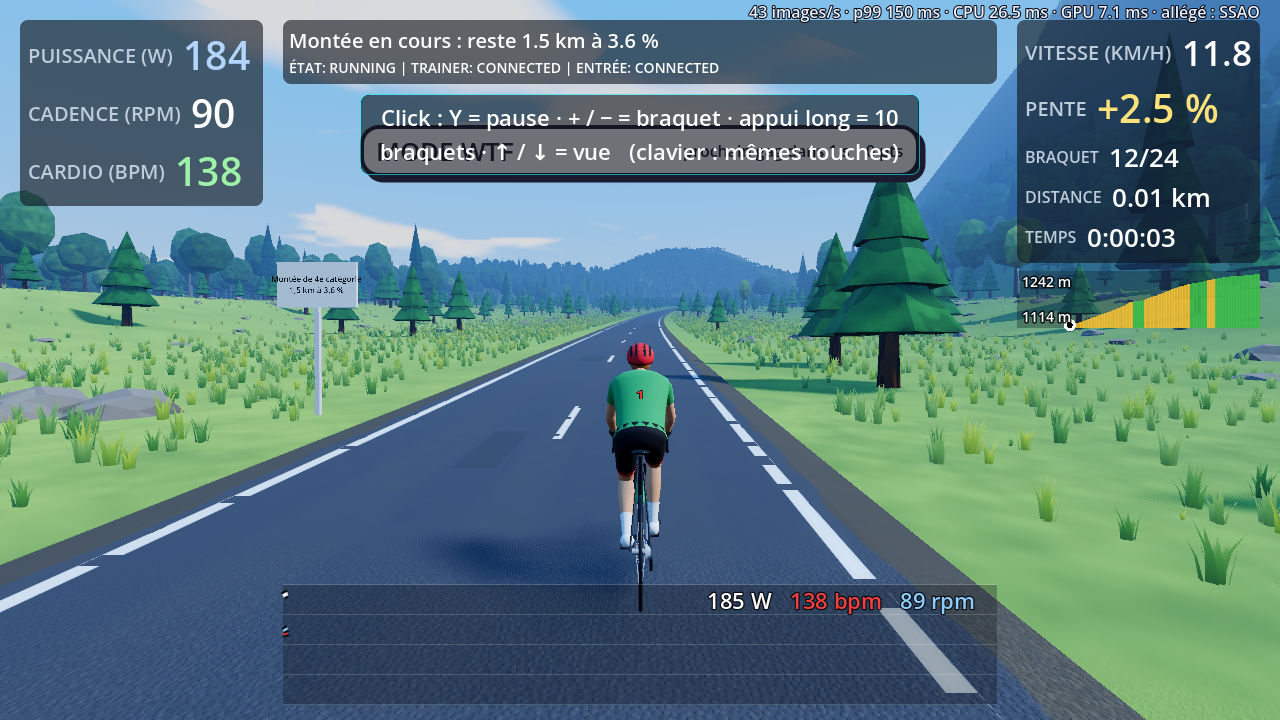 43 images/s · p99 150 ms · CPU 26.5 ms · GPU 7.1 ms · allégé : SSAO
PUISSANCE (W) 184
CADENCE (RPM) 90
CARDIO (BPM) 138
Montée en cours : reste 1.5 km à 3.6 %
ÉTAT: RUNNING | TRAINER: CONNECTED | ENTRÉE: CONNECTED
Click : Y = pause · + / − = braquet · appui long = 10
braquets · ↑ / ↓ = vue (clavier : mêmes touches)
MODE WTF
VITESSE (KM/H) 11.8
PENTE +2.5 %
BRAQUET 12/24
DISTANCE 0.01 km
TEMPS 0:00:03
1242 m
1114 m
Montée de 4e catégorie
1,5 km à 3.6 %
1
185 W 138 bpm 89 rpm